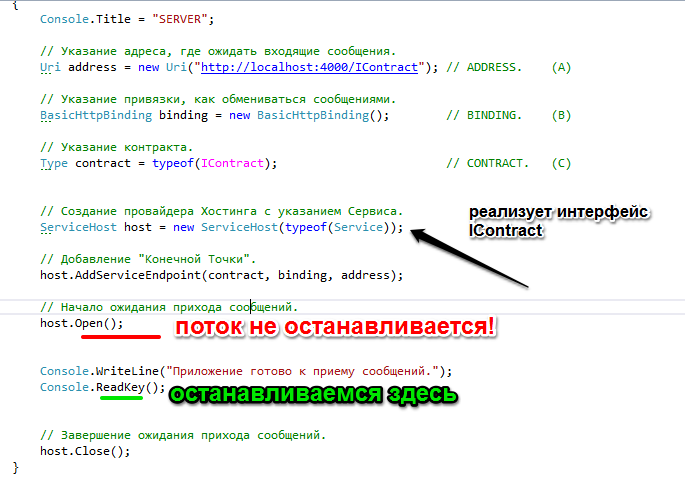 {
Console.Title = "SERVER";
// Указание адреса, где ожидать входящие сообщения.
Uri address = new Uri("http://localhost:4000/IContract"); // ADDRESS. (A)
// Указание привязки, как обмениваться сообщениями.
BasicHttpBinding binding = new BasicHttpBinding(); // BINDING. (B)
// Указание контракта.
Type contract = typeof(IContract); // CONTRACT. (C)
// Создание провайдера Хостинга с указанием Сервиса.
ServiceHost host = new ServiceHost(typeof(Service));
реализует интерфейс
IContract
// Добавление "Конечной Точки".
host.AddServiceEndpoint(contract, binding, address);
// Начало ожидания прихода сообщений.
host.Open();
поток не останавливается!
Console.WriteLine("Приложение готово к приему сообщений.");
Console.ReadKey();
останавливаемся здесь
// Завершение ожидания прихода сообщений.
host.Close();
}